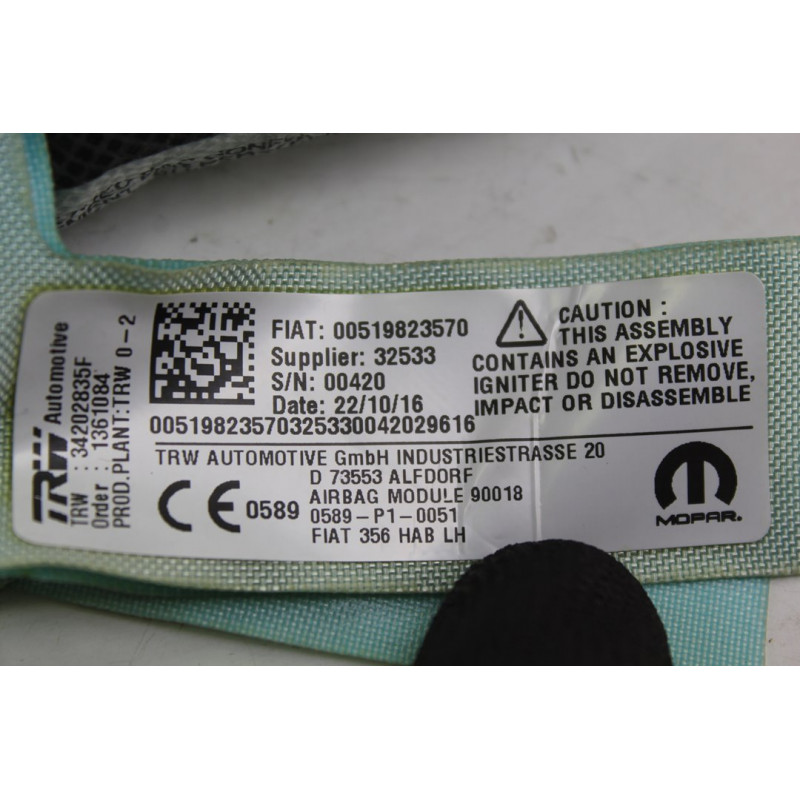 TRW Automotive
TRW : 34202835F
Order : 1361084
PROD.PLANT:TRW 0-2
FIAT: 00519823570
Supplier: 32533
S/N: 00420
Date: 22/10/16
00519823570325330042029616
CAUTION :
THIS ASSEMBLY
CONTAINS AN EXPLOSIVE
IGNITER DO NOT REMOVE,
IMPACT OR DISASSEMBLE
TRW AUTOMOTIVE GmbH INDUSTRIESTRASSE 20
D 73553 ALFDORF
AIRBAG MODULE 90018
CE 0589
0589-P1-0051
FIAT 356 HAB LH
MOPAR.